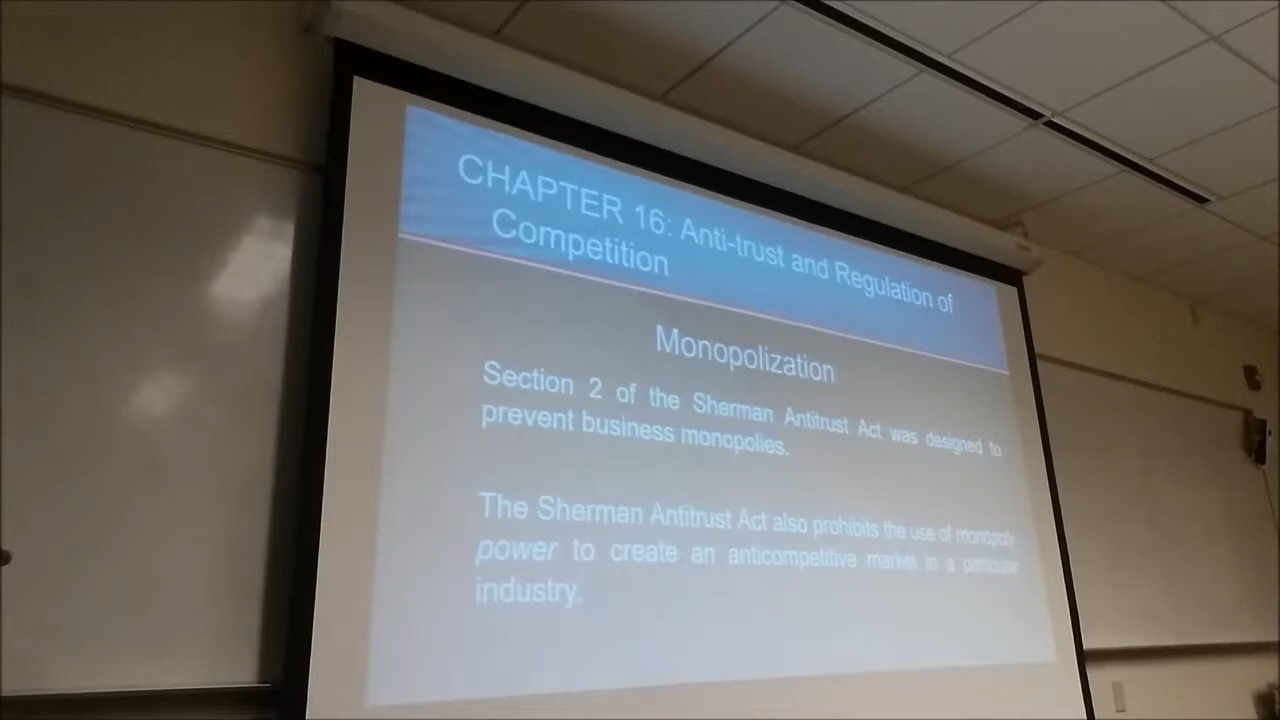 CHAPTER 16: Anti-trust and Regulation of
Competition
Monopolization
Section 2 of the Sherman Antitrust Act was designed to
prevent business monopolies.
The Sherman Antitrust Act also prohibits the use of monopoly
power to create an anticompetitive market in a particular
industry.